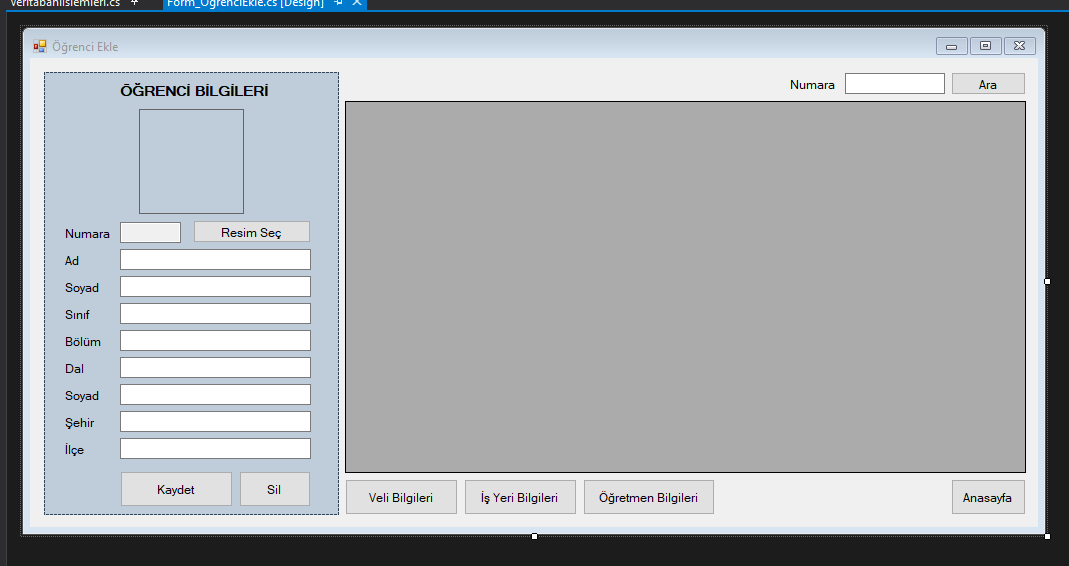 Veritabanislemleri.cs
Form_OgrenciEkle.cs [Design]
Öğrenci Ekle
ÖĞRENCİ BİLGİLERİ
Numara
Resim Seç
Ad
Soyad
Sınıf
Bölüm
Dal
Soyad
Şehir
İlçe
Kaydet
Sil
Numara
Ara
Veli Bilgileri
İş Yeri Bilgileri
Öğretmen Bilgileri
Anasayfa